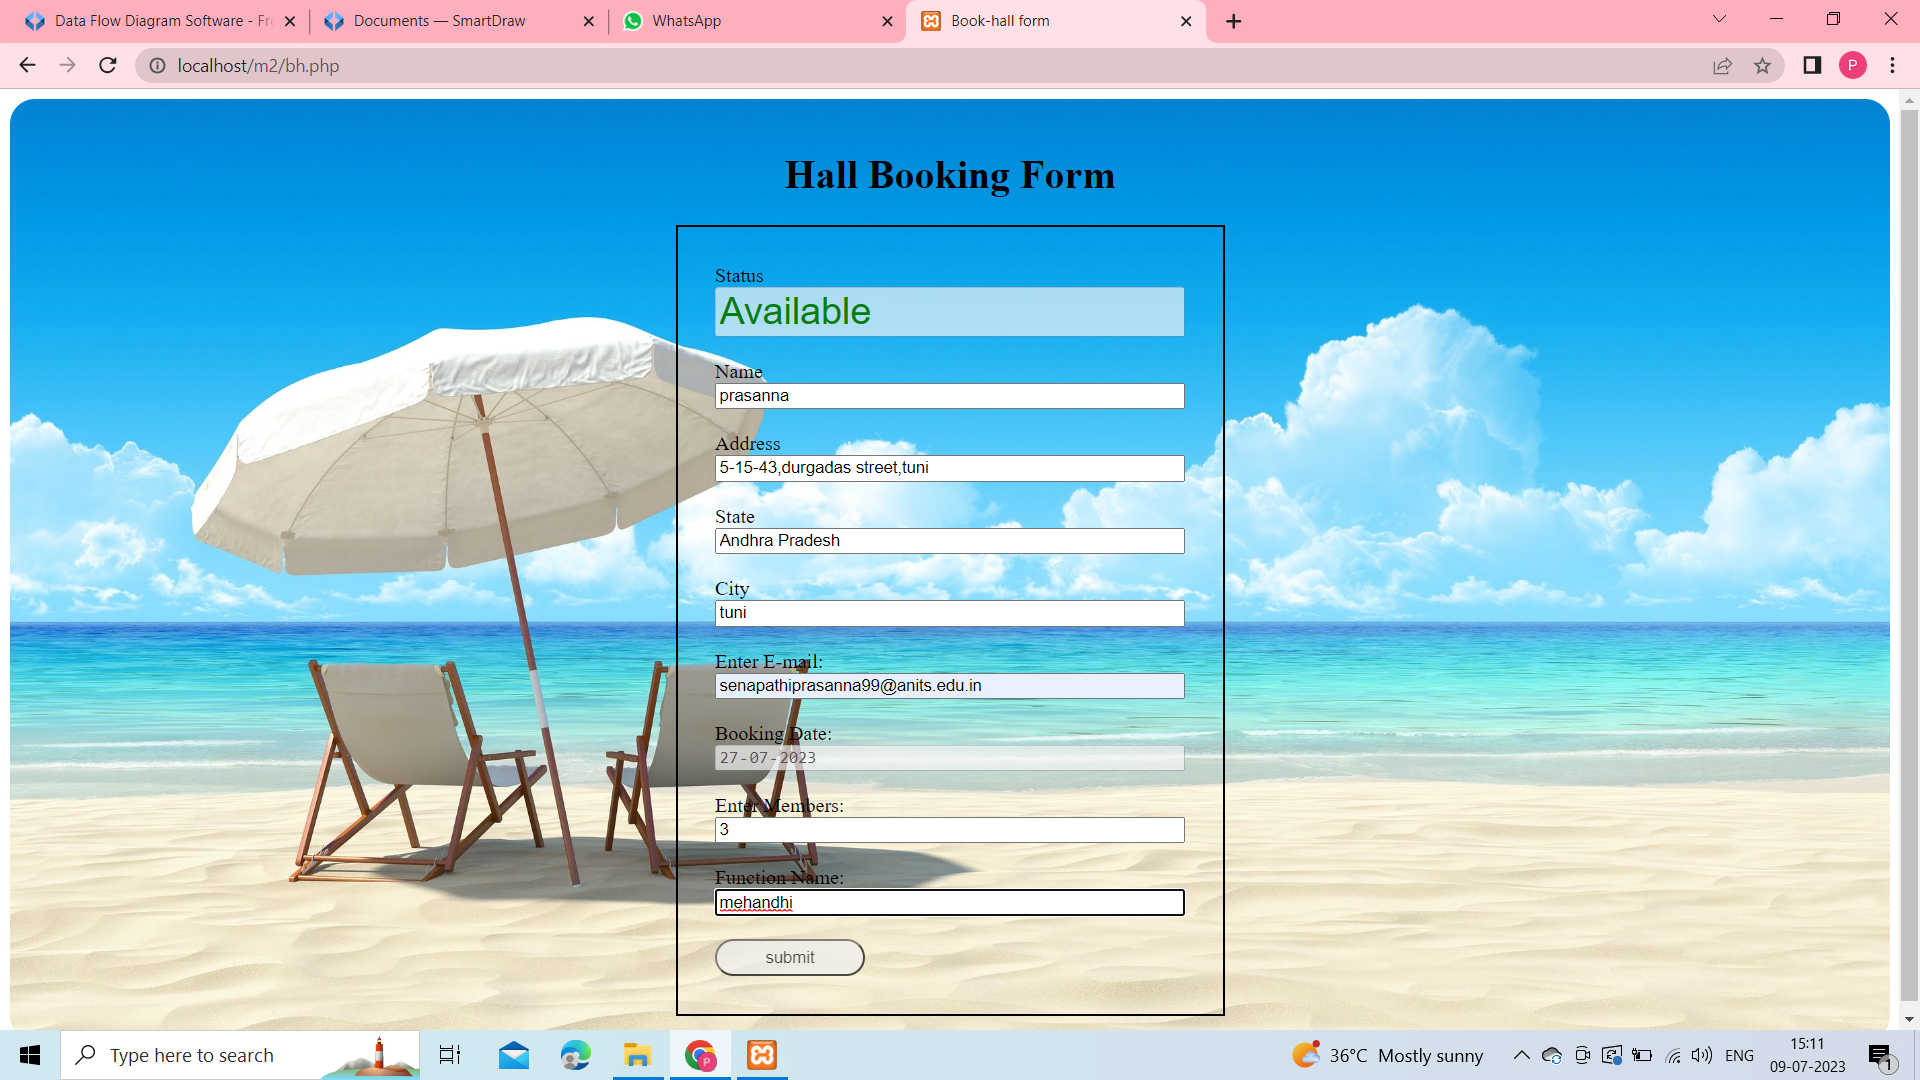 Data Flow Diagram Software - Fre
Documents — SmartDraw
WhatsApp
Book-hall form
localhost/m2/bh.php
P
Hall Booking Form
Status
Available
Name
prasanna
Address
5-15-43,durgadas street,tuni
State
Andhra Pradesh
City
tuni
Enter E-mail:
senapathiprasanna99@anits.edu.in
Booking Date:
27-07-2023
Enter Members:
3
Function Name:
mehandhi
submit
Type here to search
P
36°C Mostly sunny
ENG
15:11
09-07-2023
1